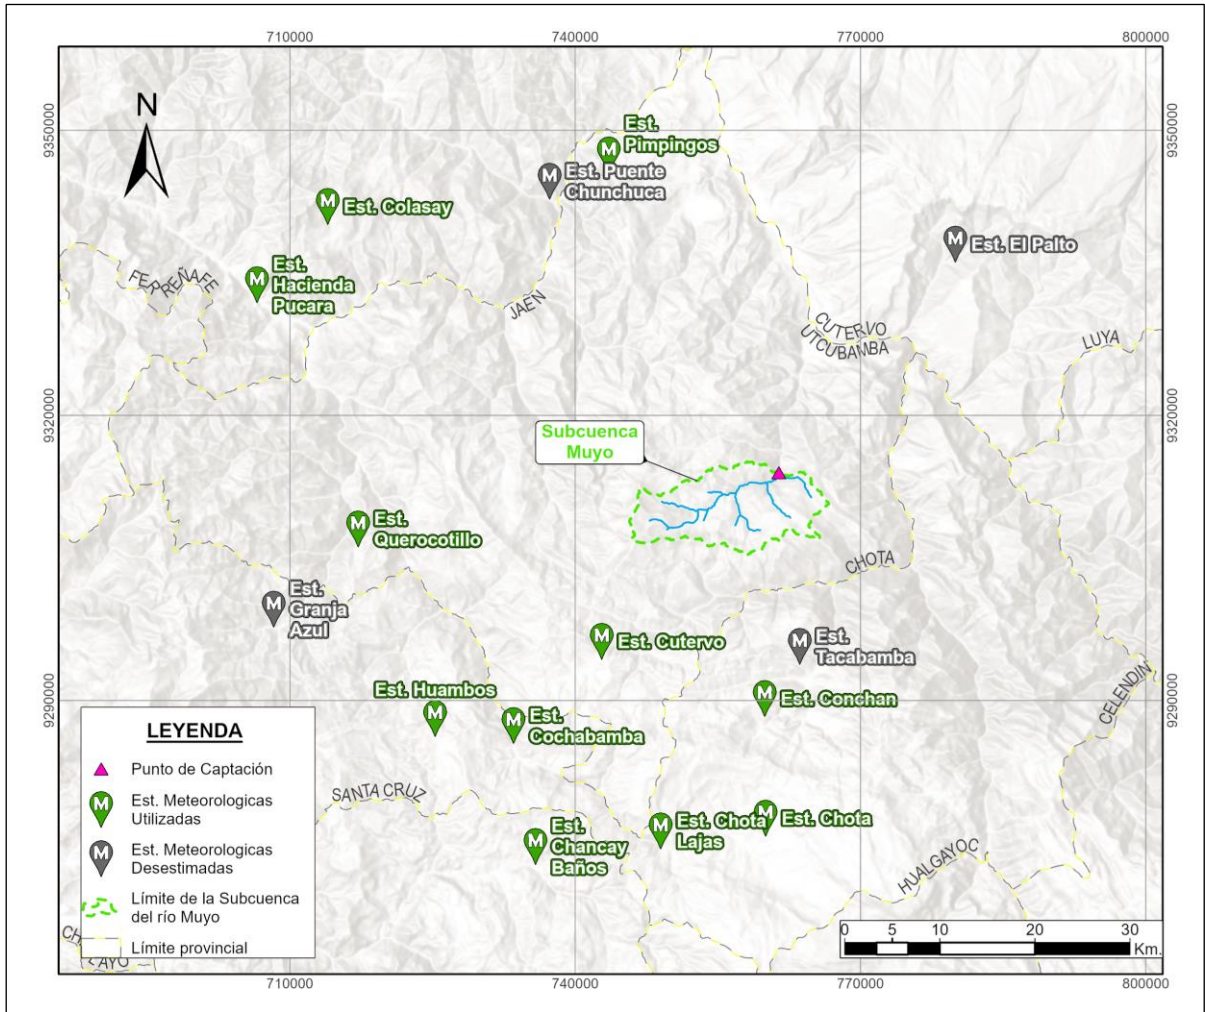 710000
740000
770000
800000
9350000
9350000
N
Est.
Pimpingos
Est. Puente
Chunchuca
Est. Colasay
Est. El Palto
Est.
Hacienda
Pucara
FERREÑAFE
JAEN
CUTERVO
UTCUBAMBA
LUYA
9320000
9320000
Subcuenca
Muyo
Est.
Querocotillo
CHOTA
Est.
Granja
Azul
Est. Cutervo
Est.
Tacabamba
Est. Huambos
Est.
Cochabamba
Est. Conchan
CELENDIN
9290000
9290000
SANTA CRUZ
Est.
Chancay
Baños
Est. Chota
Lajas
Est. Chota
HUALGAYOC
LEYENDA
Punto de Captación
Est. Meteorologicas
Utilizadas
Est. Meteorologicas
Desestimadas
Límite de la Subcuenca
del río Muyo
Límite provincial
0 5 10 20 30
Km.
710000
740000
770000
800000